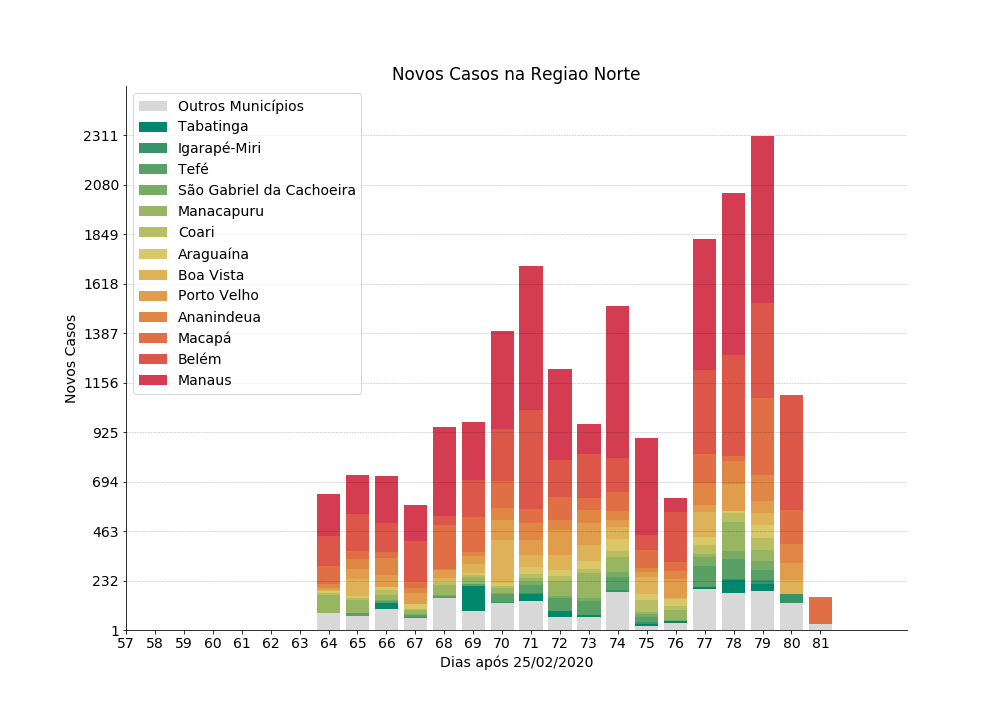 Novos Casos na Regiao Norte
Outros Municípios
Tabatinga
Igarapé-Miri
Tefé
São Gabriel da Cachoeira
Manacapuru
Coari
Araguaína
Boa Vista
Porto Velho
Ananindeua
Macapá
Belém
Manaus
Novos Casos
2311
2080
1849
1618
1387
1156
925
694
463
232
1
57 58 59 60 61 62 63 64 65 66 67 68 69 70 71 72 73 74 75 76 77 78 79 80 81
Dias após 25/02/2020